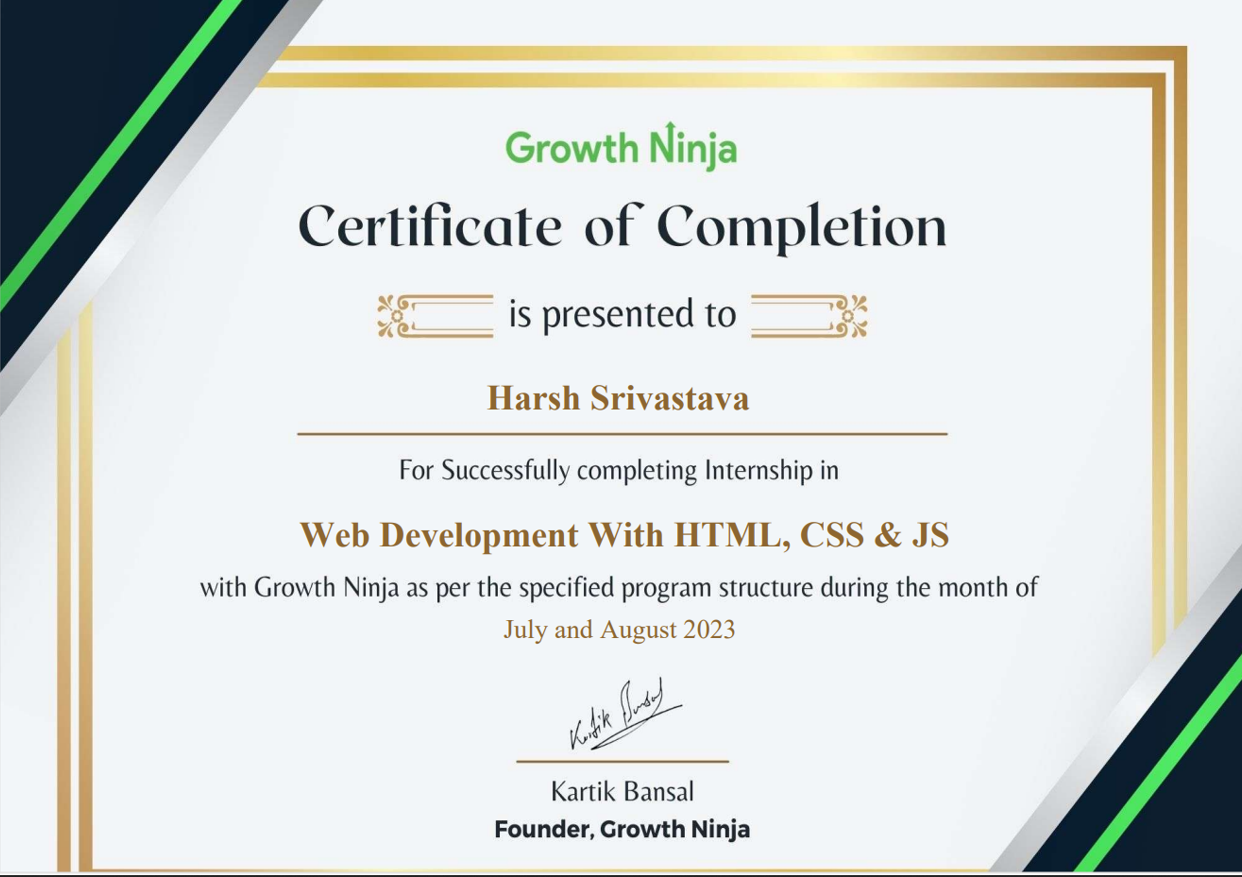 Growth Ninja
Certificate of Completion
is presented to
Harsh Srivastava
For Successfully completing Internship in
Web Development With HTML, CSS & JS
with Growth Ninja as per the specified program structure during the month of
July and August 2023
Kartik Bansal
Kartik Bansal
Founder, Growth Ninja